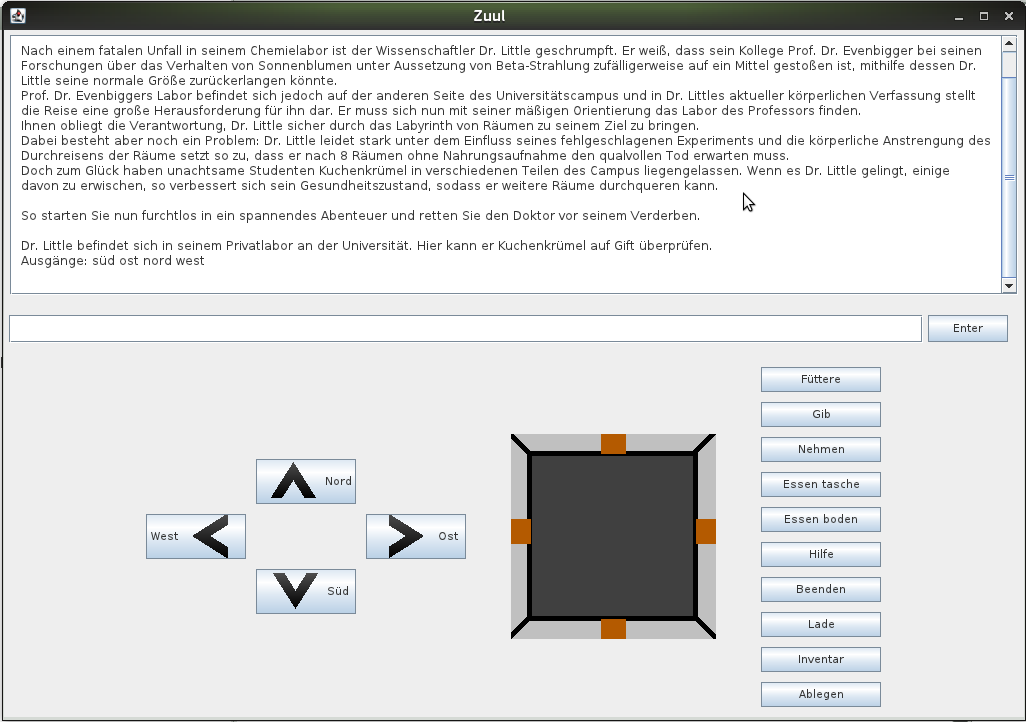 Zuul
Nach einem fatalen Unfall in seinem Chemielabor ist der Wissenschaftler Dr. Little geschrumpft. Er weiß, dass sein Kollege Prof. Dr. Evenbigger bei seinen
Forschungen über das Verhalten von Sonnenblumen unter Aussetzung von Beta-Strahlung zufälligerweise auf ein Mittel gestoßen ist, mithilfe dessen Dr.
Little seine normale Größe zurückerlangen könnte.
Prof. Dr. Evenbiggers Labor befindet sich jedoch auf der anderen Seite des Universitätscampus und in Dr. Littles aktueller körperlichen Verfassung stellt
die Reise eine große Herausforderung für ihn dar. Er muss sich nun mit seiner mäßigen Orientierung das Labor des Professors finden.
Ihnen obliegt die Verantwortung, Dr. Little sicher durch das Labyrinth von Räumen zu seinem Ziel zu bringen.
Dabei besteht aber noch ein Problem: Dr. Little leidet stark unter dem Einfluss seines fehlgeschlagenen Experiments und die körperliche Anstrengung des
Durchreisens der Räume setzt so zu, dass er nach 8 Räumen ohne Nahrungsaufnahme den qualvollen Tod erwarten muss.
Doch zum Glück haben unachtsame Studenten Kuchenkrümel in verschiedenen Teilen des Campus liegengelassen. Wenn es Dr. Little gelingt, einige
davon zu erwischen, so verbessert sich sein Gesundheitszustand, sodass er weitere Räume durchqueren kann.
So starten Sie nun furchtlos in ein spannendes Abenteuer und retten Sie den Doktor vor seinem Verderben.
Dr. Little befindet sich in seinem Privatlabor an der Universität. Hier kann er Kuchenkrümel auf Gift überprüfen.
Ausgänge: süd ost nord west
Enter
Nord
West
Ost
Süd
Füttere
Gib
Nehmen
Essen tasche
Essen boden
Hilfe
Beenden
Lade
Inventar
Ablegen